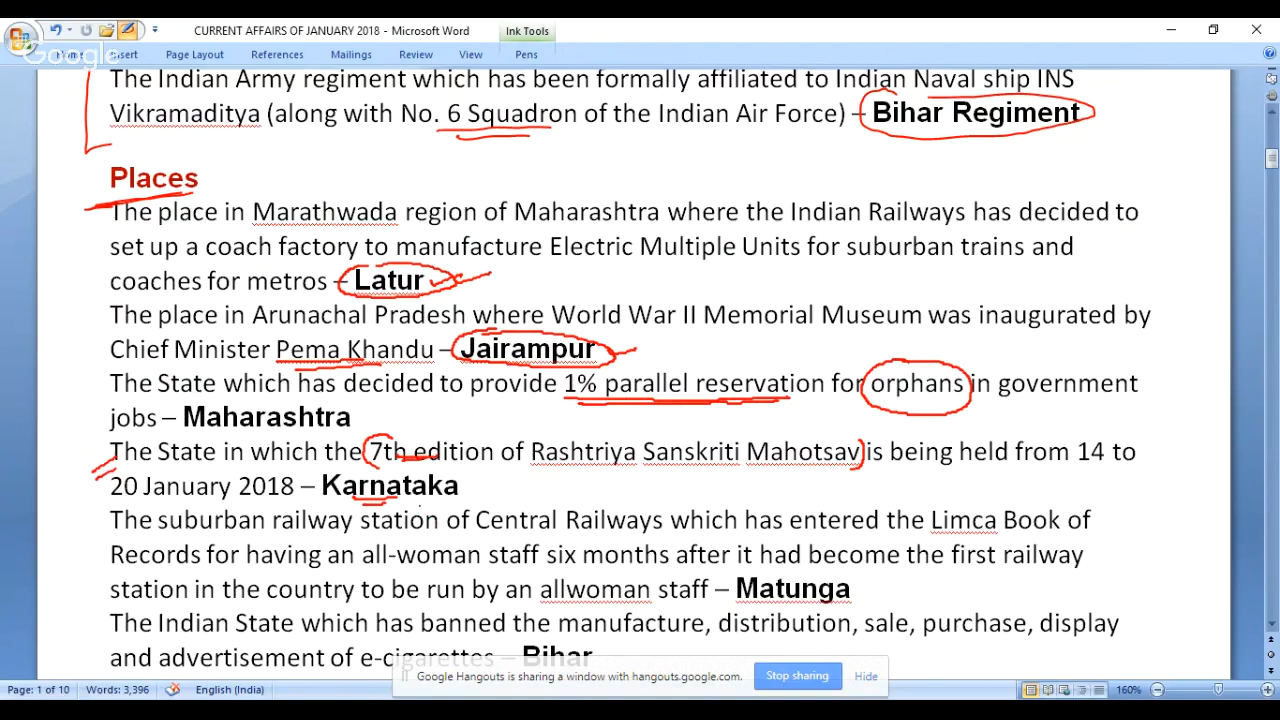 CURRENT AFFAIRS OF JANUARY 2018 - Microsoft Word
Ink Tools
Google
Insert Page Layout References Mailings Review View Pens
The Indian Army regiment which has been formally affiliated to Indian Naval ship INS
Vikramaditya (along with No. 6 Squadron of the Indian Air Force) – Bihar Regiment
Places
The place in Marathwada region of Maharashtra where the Indian Railways has decided to
set up a coach factory to manufacture Electric Multiple Units for suburban trains and
coaches for metros – Latur
The place in Arunachal Pradesh where World War II Memorial Museum was inaugurated by
Chief Minister Pema Khandu – Jairampur
The State which has decided to provide 1% parallel reservation for orphans in government
jobs – Maharashtra
The State in which the 7th edition of Rashtriya Sanskriti Mahotsav is being held from 14 to
20 January 2018 – Karnataka
The suburban railway station of Central Railways which has entered the Limca Book of
Records for having an all-woman staff six months after it had become the first railway
station in the country to be run by an allwoman staff – Matunga
The Indian State which has banned the manufacture, distribution, sale, purchase, display
and advertisement of e-cigarettes – Bihar
Google Hangouts is sharing a window with hangouts.google.com. Stop sharing Hide
Page: 1 of 10 Words: 3,396 English (India) 160%